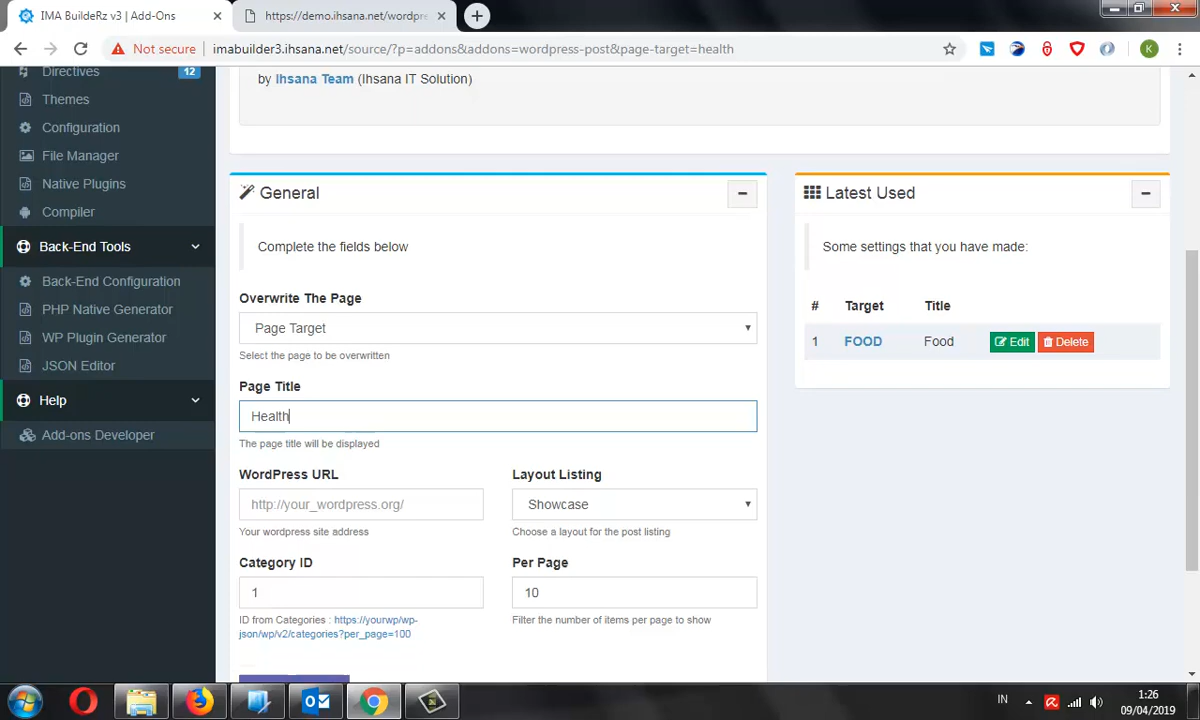 IMA BuildeRz v3 | Add-Ons
https://demo.ihsana.net/wordpre
Not secure
imabuilder3.ihsana.net/source/?p=addons&addons=wordpress-post&page-target=health
K
Directives
12
Themes
Configuration
File Manager
Native Plugins
Compiler
Back-End Tools
Back-End Configuration
PHP Native Generator
WP Plugin Generator
JSON Editor
Help
Add-ons Developer
by Ihsana Team (Ihsana IT Solution)
General
Complete the fields below
Overwrite The Page
Page Target
Select the page to be overwritten
Page Title
Health
The page title will be displayed
WordPress URL
http://your_wordpress.org/
Your wordpress site address
Layout Listing
Showcase
Choose a layout for the post listing
Category ID
1
ID from Categories : https://yourwp/wp-
json/wp/v2/categories?per_page=100
Per Page
10
Filter the number of items per page to show
Latest Used
Some settings that you have made:
# Target Title
1 FOOD Food Edit Delete
IN
1:26
09/04/2019